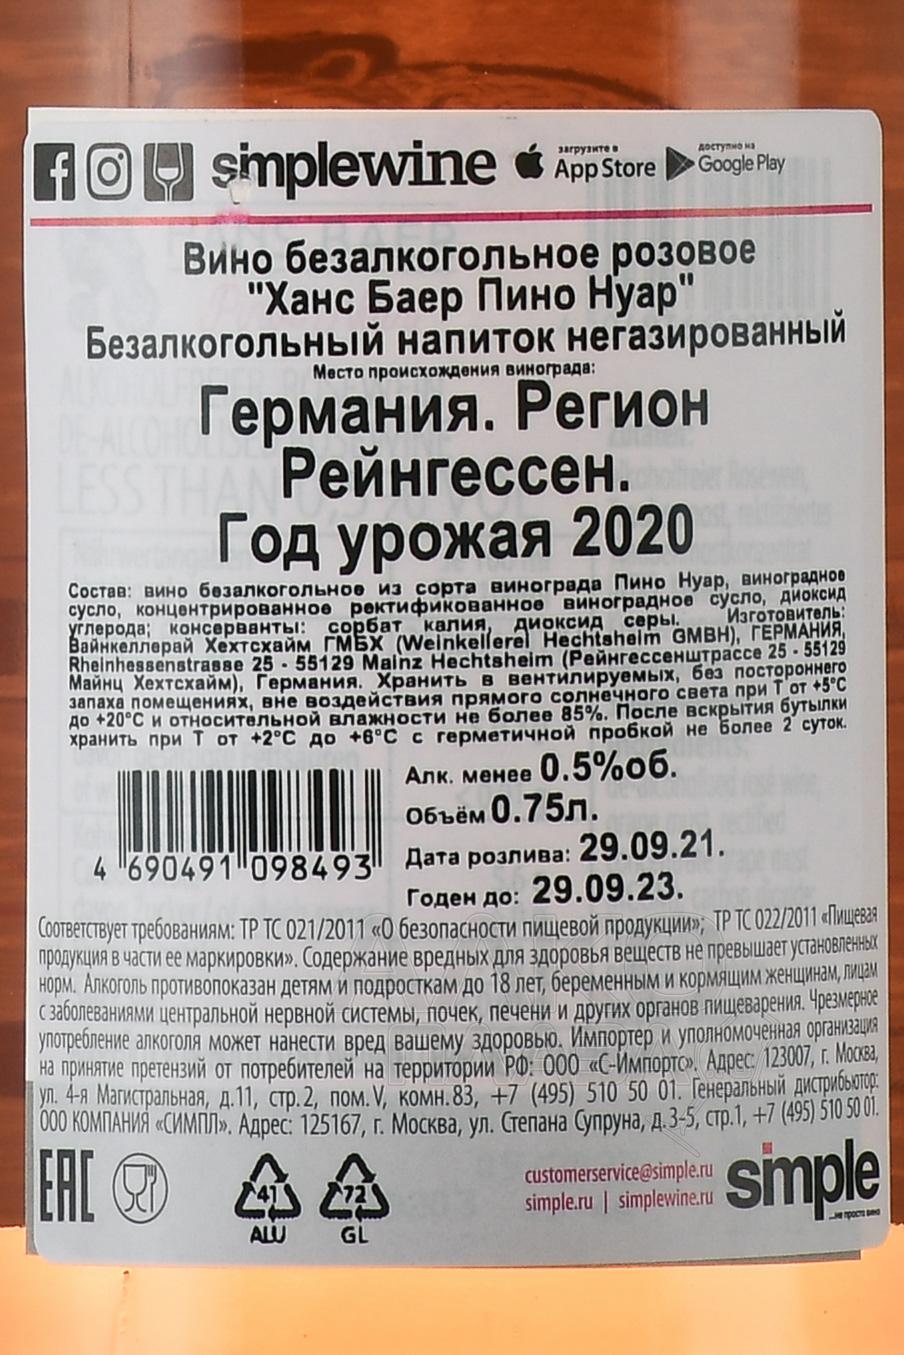 simplewine
загрузите в
App Store
доступно на
Google Play
Вино безалкогольное розовое
"Ханс Баер Пино Нуар"
Безалкогольный напиток негазированный
Место происхождения винограда:
Германия. Регион
Рейнгессен.
Год урожая 2020
Состав: вино безалкогольное из сорта винограда Пино Нуар, виноградное
сусло, концентрированное ректификованное виноградное сусло, диоксид
углерода; консерванты: сорбат калия, диоксид серы. Изготовитель:
Вайнкеллерай Хехтсхайм ГМБХ (Weinkellerei Hechtsheim GMBH), ГЕРМАНИЯ,
Rheinhessenstrasse 25 - 55129 Mainz Hechtsheim (Рейнгессенштрассе 25 - 55129
Майнц Хехтсхайм), Германия. Хранить в вентилируемых, без постороннего
запаха помещениях, вне воздействия прямого солнечного света при Т от +5°С
до +20°С и относительной влажности не более 85%. После вскрытия бутылки
хранить при Т от +2°С до +6°С с герметичной пробкой не более 2 суток.
Алк. менее 0.5%об.
Объём 0.75л.
Дата розлива: 29.09.21.
Годен до: 29.09.23.
4 690491 098493
Соответствует требованиям: ТР ТС 021/2011 «О безопасности пищевой продукции»; ТР ТС 022/2011 «Пищевая
продукция в части ее маркировки». Содержание вредных для здоровья веществ не превышает установленных
норм. Алкоголь противопоказан детям и подросткам до 18 лет, беременным и кормящим женщинам, лицам
с заболеваниями центральной нервной системы, почек, печени и других органов пищеварения. Чрезмерное
употребление алкоголя может нанести вред вашему здоровью. Импортер и уполномоченная организация
на принятие претензий от потребителей на территории РФ: ООО «С-Импортс». Адрес: 123007, г. Москва,
ул. 4-я Магистральная, д.11, стр.2, пом.V, комн.83, +7 (495) 510 50 01. Генеральный дистрибьютор:
ООО КОМПАНИЯ «СИМПЛ». Адрес: 125167, г. Москва, ул. Степана Супруна, д.3-5, стр.1, +7 (495) 510 50 01.
EAC
41
ALU
72
GL
customerservice@simple.ru
simple.ru | simplewine.ru
simple
...не просто вино